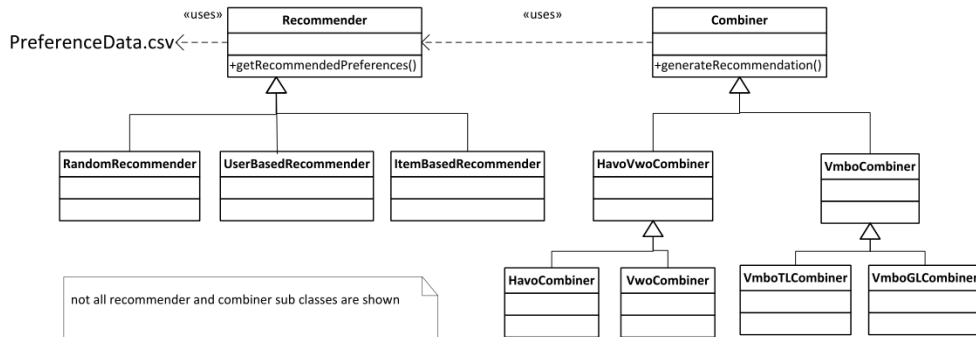 «uses»
Recommender
«uses»
Combiner
PreferenceData.csv
+getRecommendedPreferences()
+generateRecommendation()
RandomRecommender
UserBasedRecommender
ItemBasedRecommender
HavoVwoCombiner
VmboCombiner
HavoCombiner
VwoCombiner
VmboTLCombiner
VmboGLCombiner
not all recommender and combiner sub classes are shown